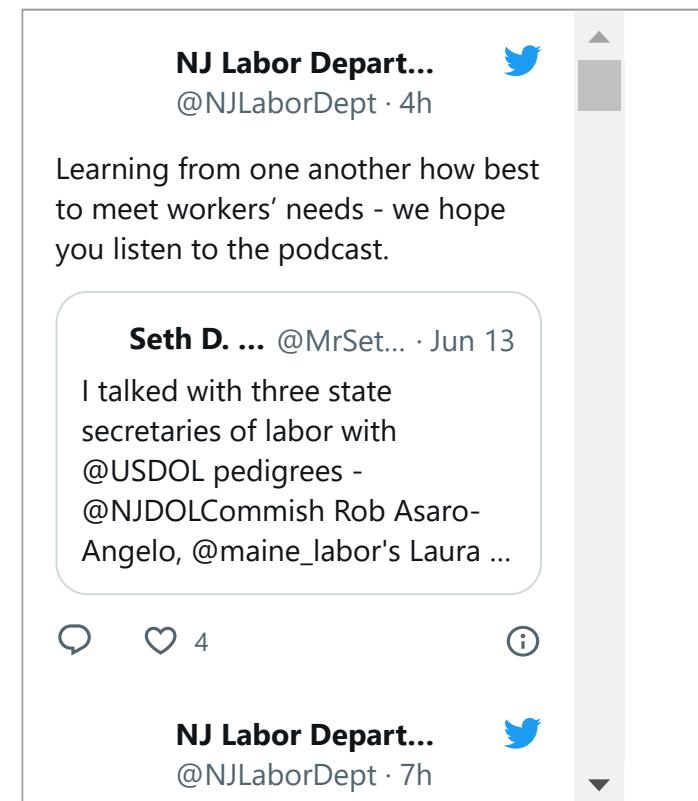 NJ Labor Depart...
@NJLaborDept · 4h
Learning from one another how best
to meet workers’ needs - we hope
you listen to the podcast.
Seth D. ... @MrSet... · Jun 13
I talked with three state
secretaries of labor with
@USDOL pedigrees -
@NJDOLCommish Rob Asaro-
Angelo, @maine_labor's Laura ...
4
NJ Labor Depart...
@NJLaborDept · 7h